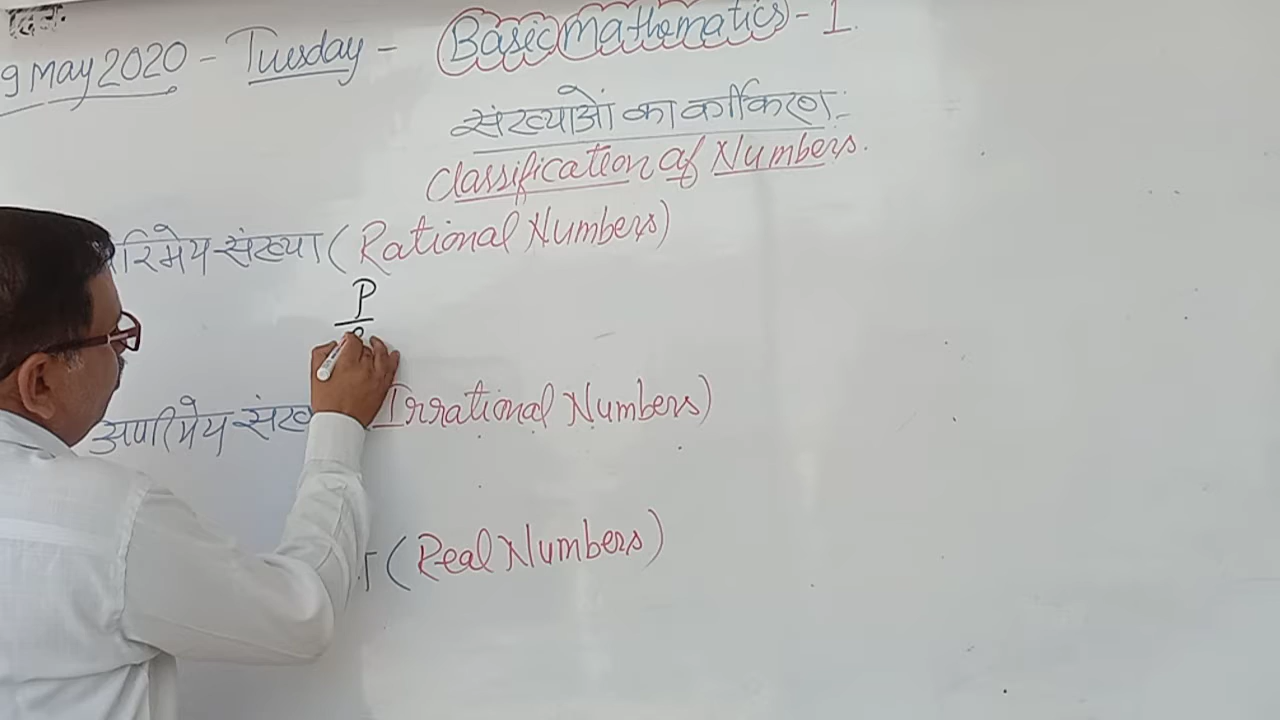 9 May 2020 - Tuesday - Basic Mathematics - 1.
संख्याओं का वर्गीकरण :-
Classification of Numbers.
रिमेय संख्या (Rational Numbers)
P
अपरिमेय संख्
Irrational Numbers)
(Real Numbers)